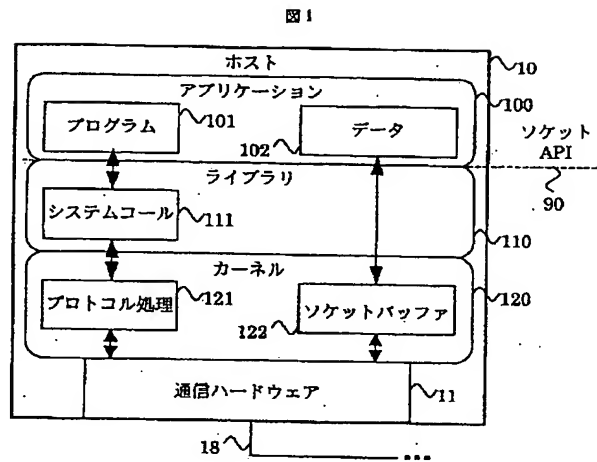 図1
ホスト
10
アプリケーション
100
プログラム
101
データ
102
ソケット
API
90
ライブラリ
システムコール
111
110
カーネル
プロトコル処理
121
ソケットバッファ
122
120
通信ハードウェア
11
18